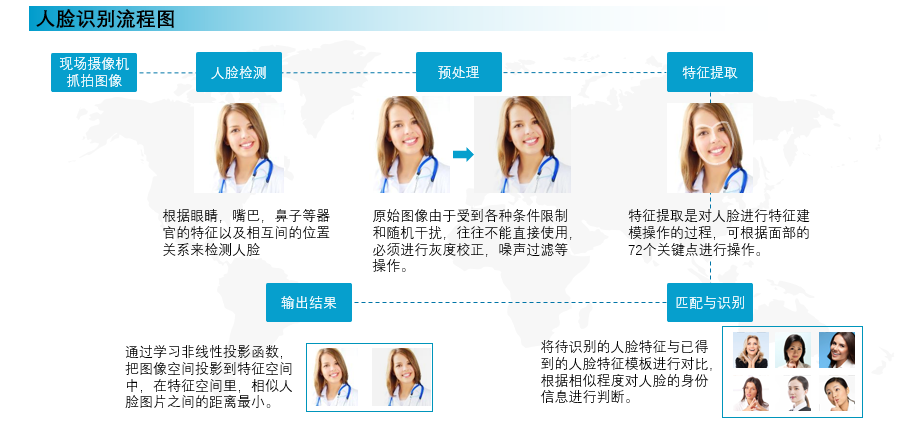 人脸识别流程图
现场摄像机
抓拍图像
人脸检测
预处理
特征提取
根据眼睛，嘴巴，鼻子等器
官的特征以及相互间的位置
关系来检测人脸
原始图像由于受到各种条件限制
和随机干扰，往往不能直接使用，
必须进行灰度校正，噪声过滤等
操作。
特征提取是对人脸进行特征建
模操作的过程，可根据面部的
72个关键点进行操作。
输出结果
匹配与识别
通过学习非线性投影函数，
把图像空间投影到特征空间
中，在特征空间里，相似人
脸图片之间的距离最小。
将待识别的人脸特征与已得
到的人脸特征模板进行对比，
根据相似程度对人脸的身份
信息进行判断。